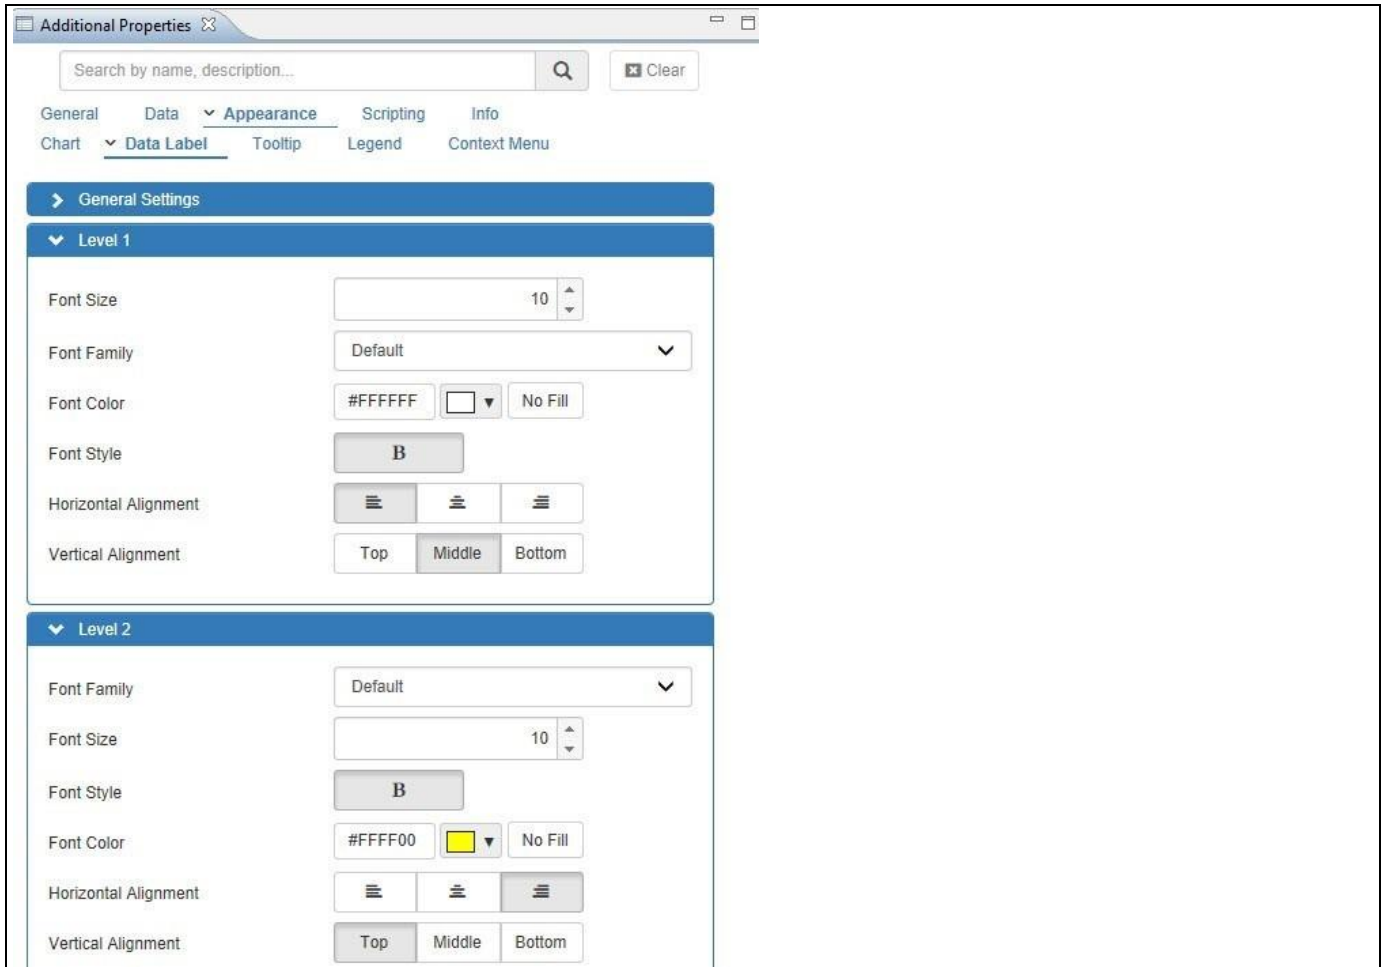 Additional Properties
Search by name, description... Clear
General Data Appearance Scripting Info
Chart Data Label Tooltip Legend Context Menu
General Settings
Level 1
Font Size 10
Font Family Default
Font Color #FFFFFF No Fill
Font Style B
Horizontal Alignment
Vertical Alignment Top Middle Bottom
Level 2
Font Family Default
Font Size 10
Font Style B
Font Color #FFFF00 No Fill
Horizontal Alignment
Vertical Alignment Top Middle Bottom